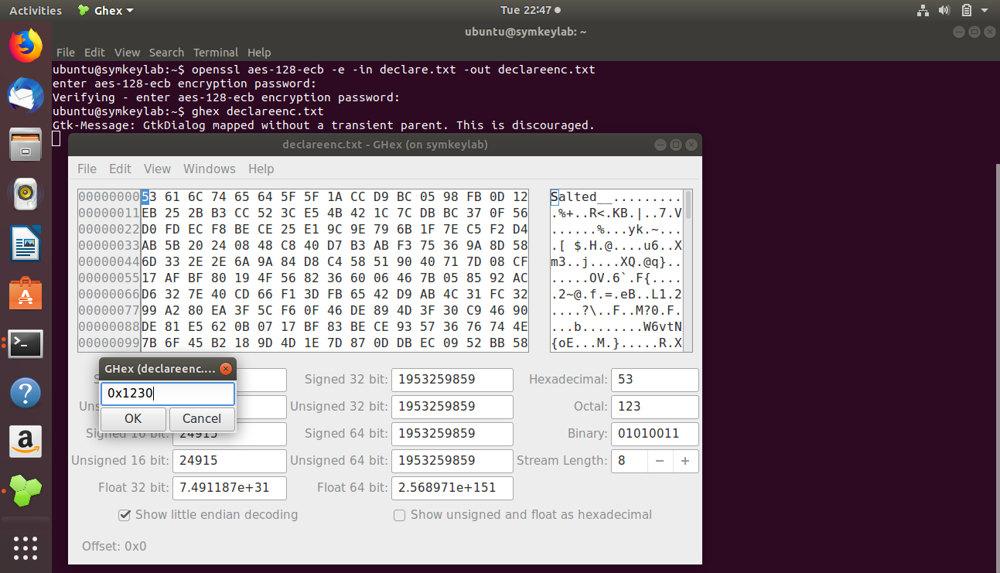 Activities Ghex Tue 22:47
ubuntu@symkeylab: ~
File Edit View Search Terminal Help
ubuntu@symkeylab:~$ openssl aes-128-ecb -e -in declare.txt -out declareenc.txt
enter aes-128-ecb encryption password:
Verifying - enter aes-128-ecb encryption password:
ubuntu@symkeylab:~$ ghex declareenc.txt
Gtk-Message: GtkDialog mapped without a transient parent. This is discouraged.
declareenc.txt - GHex (on symkeylab)
File Edit View Windows Help
00000000 53 61 6C 74 65 64 5F 5F 1A CC D9 BC 05 98 FB 0D 12 Salted__.........
00000011 EB 25 2B B3 CC 52 3C E5 4B 42 1C 7C DB BC 37 0F 56 .%+..R<.KB.|..7.V
00000022 D0 FD EC F8 BE CE 25 E1 9C 9E 79 6B 1F 7E C5 F2 D4 ......%...yk.~...
00000033 AB 5B 20 24 08 48 C8 40 D7 B3 AB F3 75 36 9A 8D 58 .[ $.H.@....u6..X
00000044 6D 33 2E 2E 6A 9A 84 D8 C4 58 51 90 40 71 7D 08 CF m3..j....XQ.@q}..
00000055 17 AF BF 80 19 4F 56 82 36 60 06 46 7B 05 85 92 AC .....OV.6`.F{....
00000066 D6 32 7E 40 CD 66 F1 3D FB 65 42 D9 AB 4C 31 FC 32 .2~@.f.=.eB..L1.2
00000077 99 A2 80 EA 3F 5C F6 0F 46 DE 89 4D 3F 30 C9 46 90 ....?\..F..M?0.F.
00000088 DE 81 E5 62 0B 07 17 BF 83 BE CE 93 57 36 76 74 4E ...b........W6vtN
00000099 7B 6F 45 B2 18 9D 4D 1E 7D 87 0D DB EC 09 52 BB 58 {oE...M.}.....R.X
GHex (declareenc....
0x1230
OK Cancel
Signed 32 bit: 1953259859 Hexadecimal: 53
Unsigned 32 bit: 1953259859 Octal: 123
Signed 16 bit: 24915 Signed 64 bit: 1953259859 Binary: 01010011
Unsigned 16 bit: 24915 Unsigned 64 bit: 1953259859 Stream Length: 8
Float 32 bit: 7.491187e+31 Float 64 bit: 2.568971e+151
Show little endian decoding Show unsigned and float as hexadecimal
Offset: 0x0